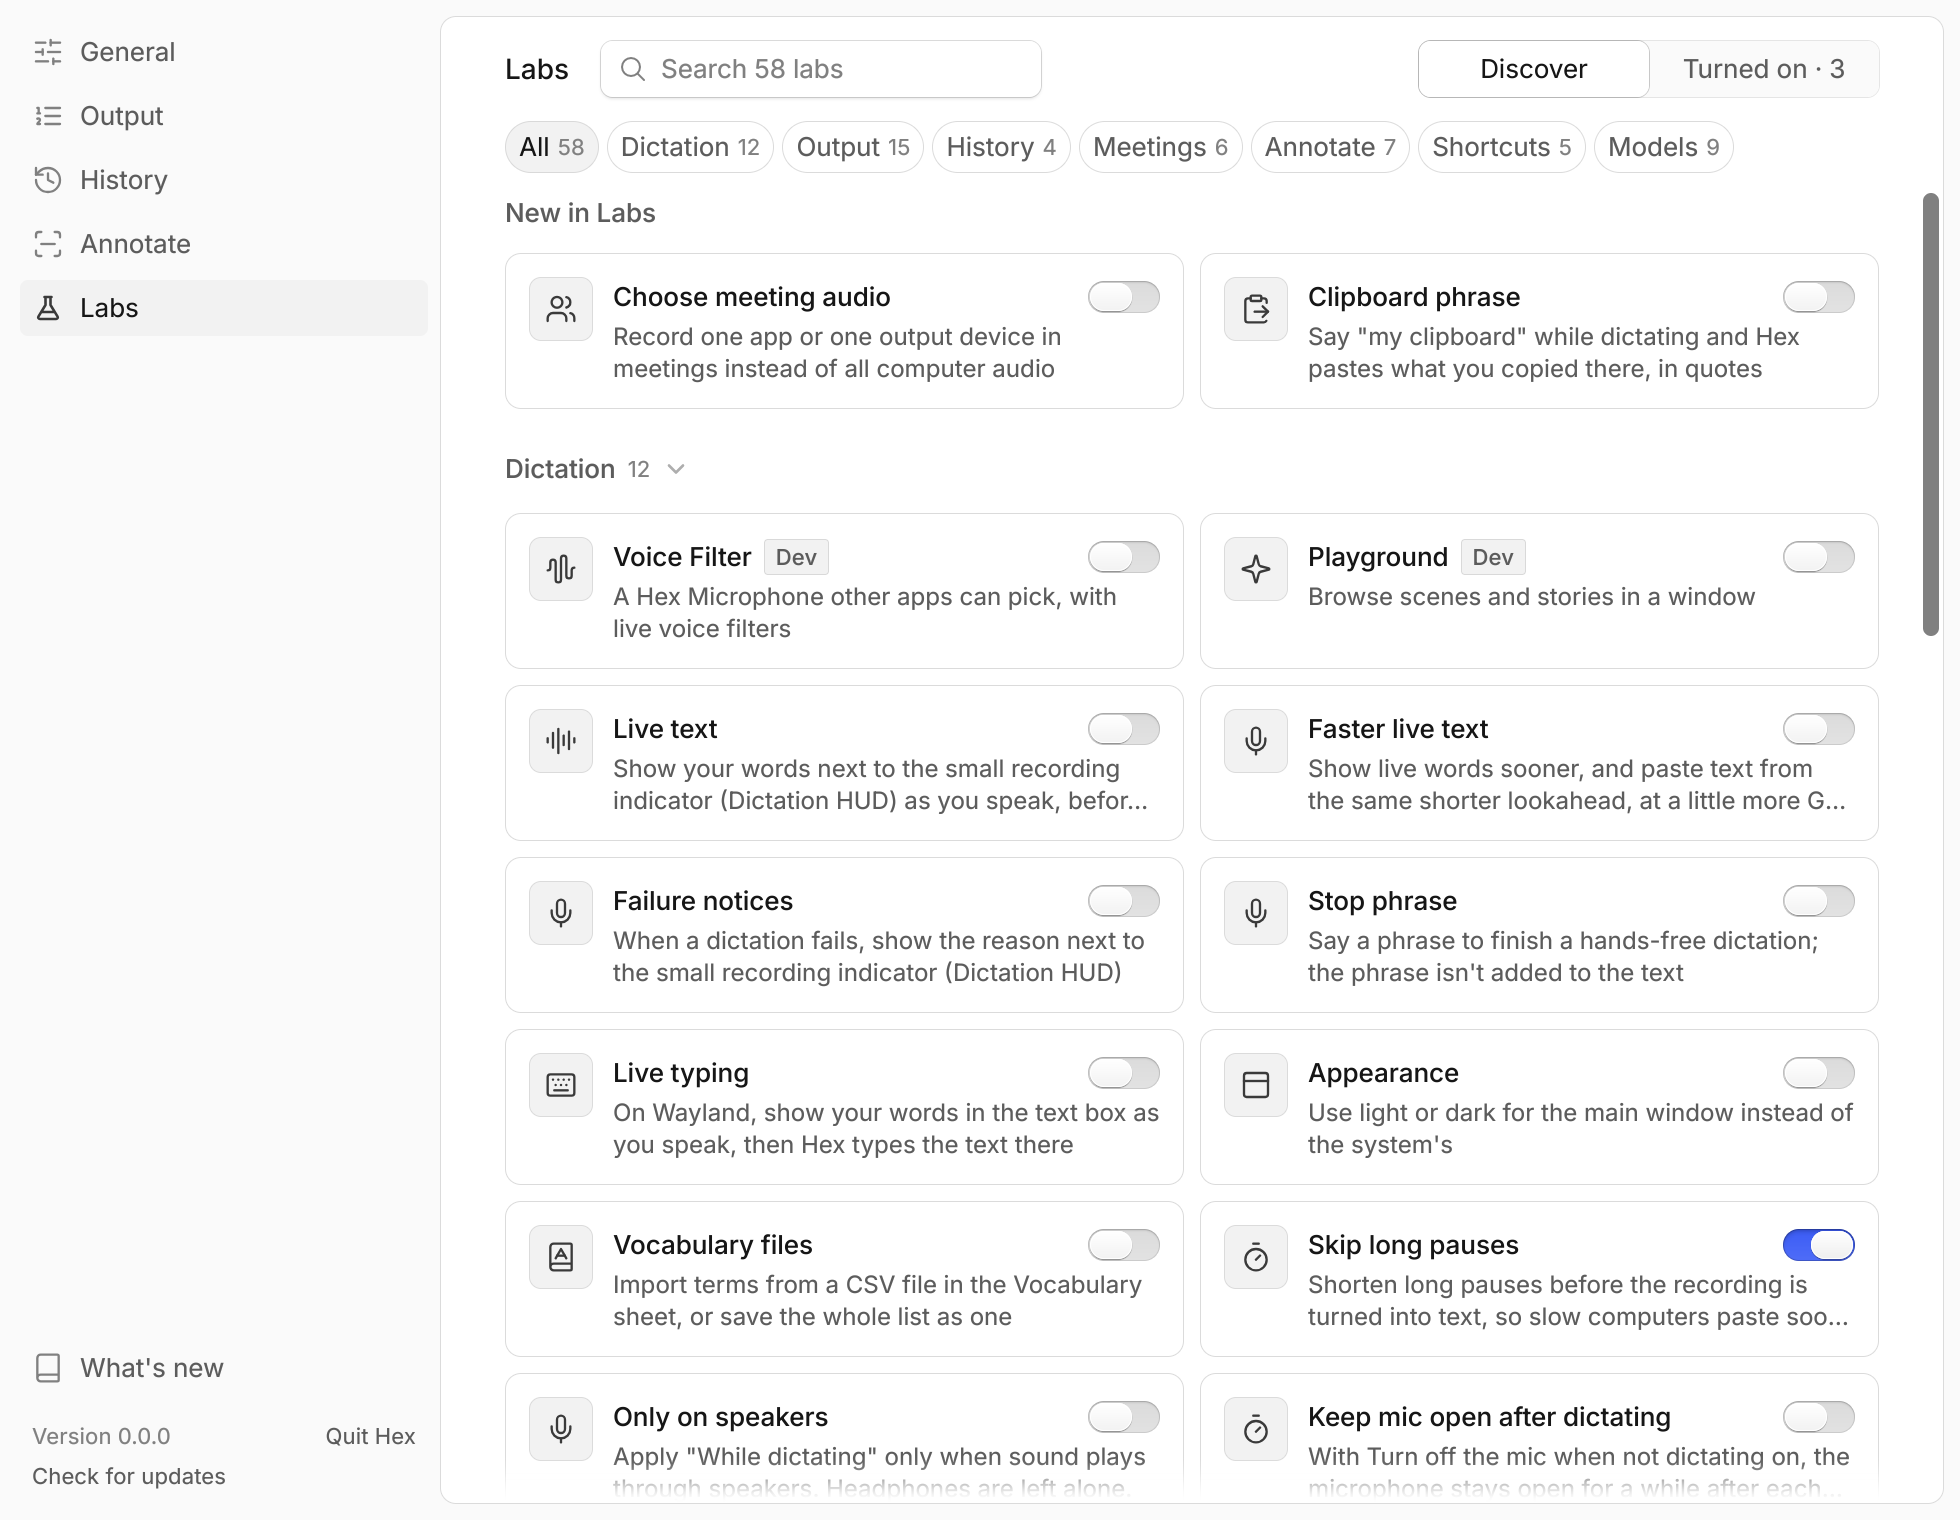 General
Output
History
Annotate
Labs
What's new
Version 0.0.0
Quit Hex
Check for updates
Labs
Search 58 labs
Discover
Turned on · 3
All 58
Dictation 12
Output 15
History 4
Meetings 6
Annotate 7
Shortcuts 5
Models 9
New in Labs
Choose meeting audio
Record one app or one output device in
meetings instead of all computer audio
Clipboard phrase
Say "my clipboard" while dictating and Hex
pastes what you copied there, in quotes
Dictation 12
Voice Filter Dev
A Hex Microphone other apps can pick, with
live voice filters
Playground Dev
Browse scenes and stories in a window
Live text
Show your words next to the small recording
indicator (Dictation HUD) as you speak, befor...
Faster live text
Show live words sooner, and paste text from
the same shorter lookahead, at a little more G...
Failure notices
When a dictation fails, show the reason next to
the small recording indicator (Dictation HUD)
Stop phrase
Say a phrase to finish a hands-free dictation;
the phrase isn't added to the text
Live typing
On Wayland, show your words in the text box as
you speak, then Hex types the text there
Appearance
Use light or dark for the main window instead of
the system's
Vocabulary files
Import terms from a CSV file in the Vocabulary
sheet, or save the whole list as one
Skip long pauses
Shorten long pauses before the recording is
turned into text, so slow computers paste soo...
Only on speakers
Apply "While dictating" only when sound plays
through speakers. Headphones are left alone.
Keep mic open after dictating
With Turn off the mic when not dictating on, the
microphone stays open for a while after each...